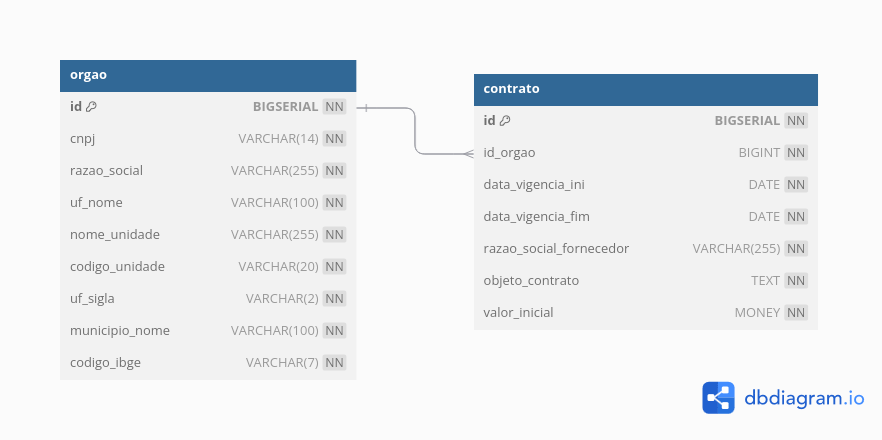 orgao
id BIGSERIAL NN
cnpj VARCHAR(14) NN
razao_social VARCHAR(255) NN
uf_nome VARCHAR(100) NN
nome_unidade VARCHAR(255) NN
codigo_unidade VARCHAR(20) NN
uf_sigla VARCHAR(2) NN
municipio_nome VARCHAR(100) NN
codigo_ibge VARCHAR(7) NN
contrato
id BIGSERIAL NN
id_orgao BIGINT NN
data_vigencia_ini DATE NN
data_vigencia_fim DATE NN
razao_social_fornecedor VARCHAR(255) NN
objeto_contrato TEXT NN
valor_inicial MONEY NN
dbdiagram.io